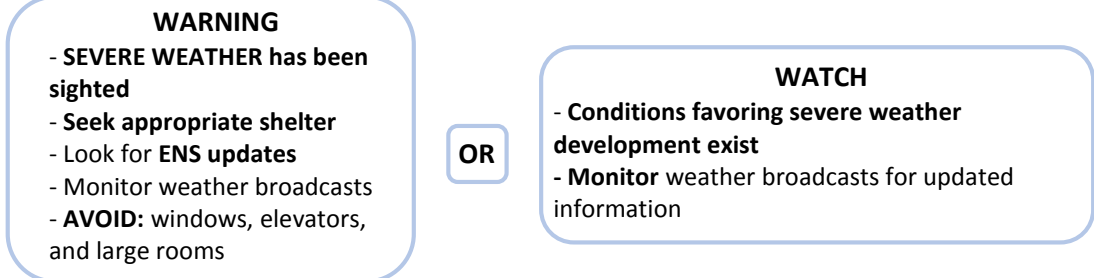 WARNING
- SEVERE WEATHER has been
sighted
- Seek appropriate shelter
- Look for ENS updates
- Monitor weather broadcasts
- AVOID: windows, elevators,
and large rooms
OR
WATCH
- Conditions favoring severe weather
development exist
- Monitor weather broadcasts for updated
information